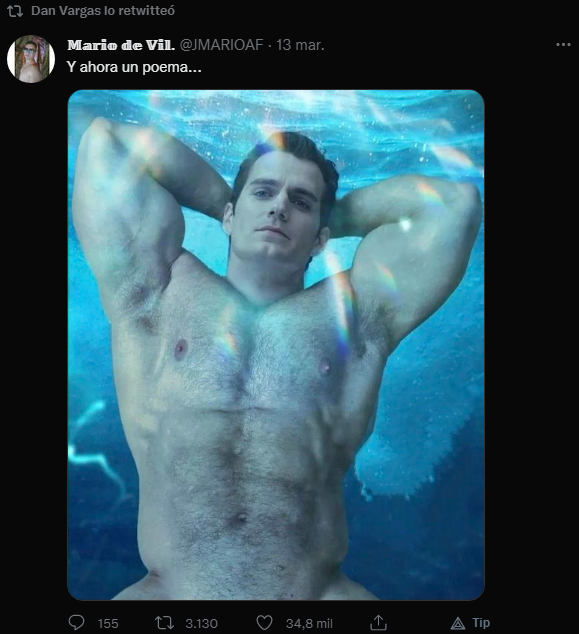 Dan Vargas lo retwitteó
Mario de Vil. @JMARIOAF · 13 mar.
Y ahora un poema...
155 3.130 34,8 mil Tip